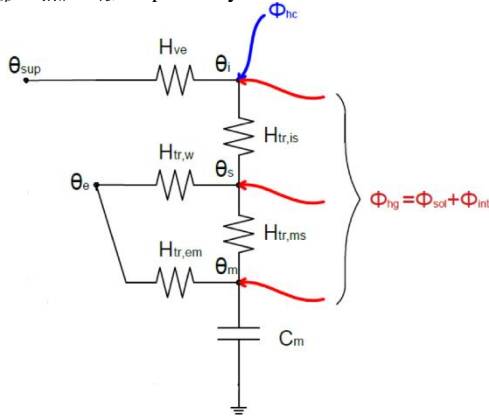 Φhc
Hve
θsup
θi
Htr,is
Htr,w
θs
θe
Φhg=Φsol+Φint
Htr,ms
Htr,em
θm
Cm